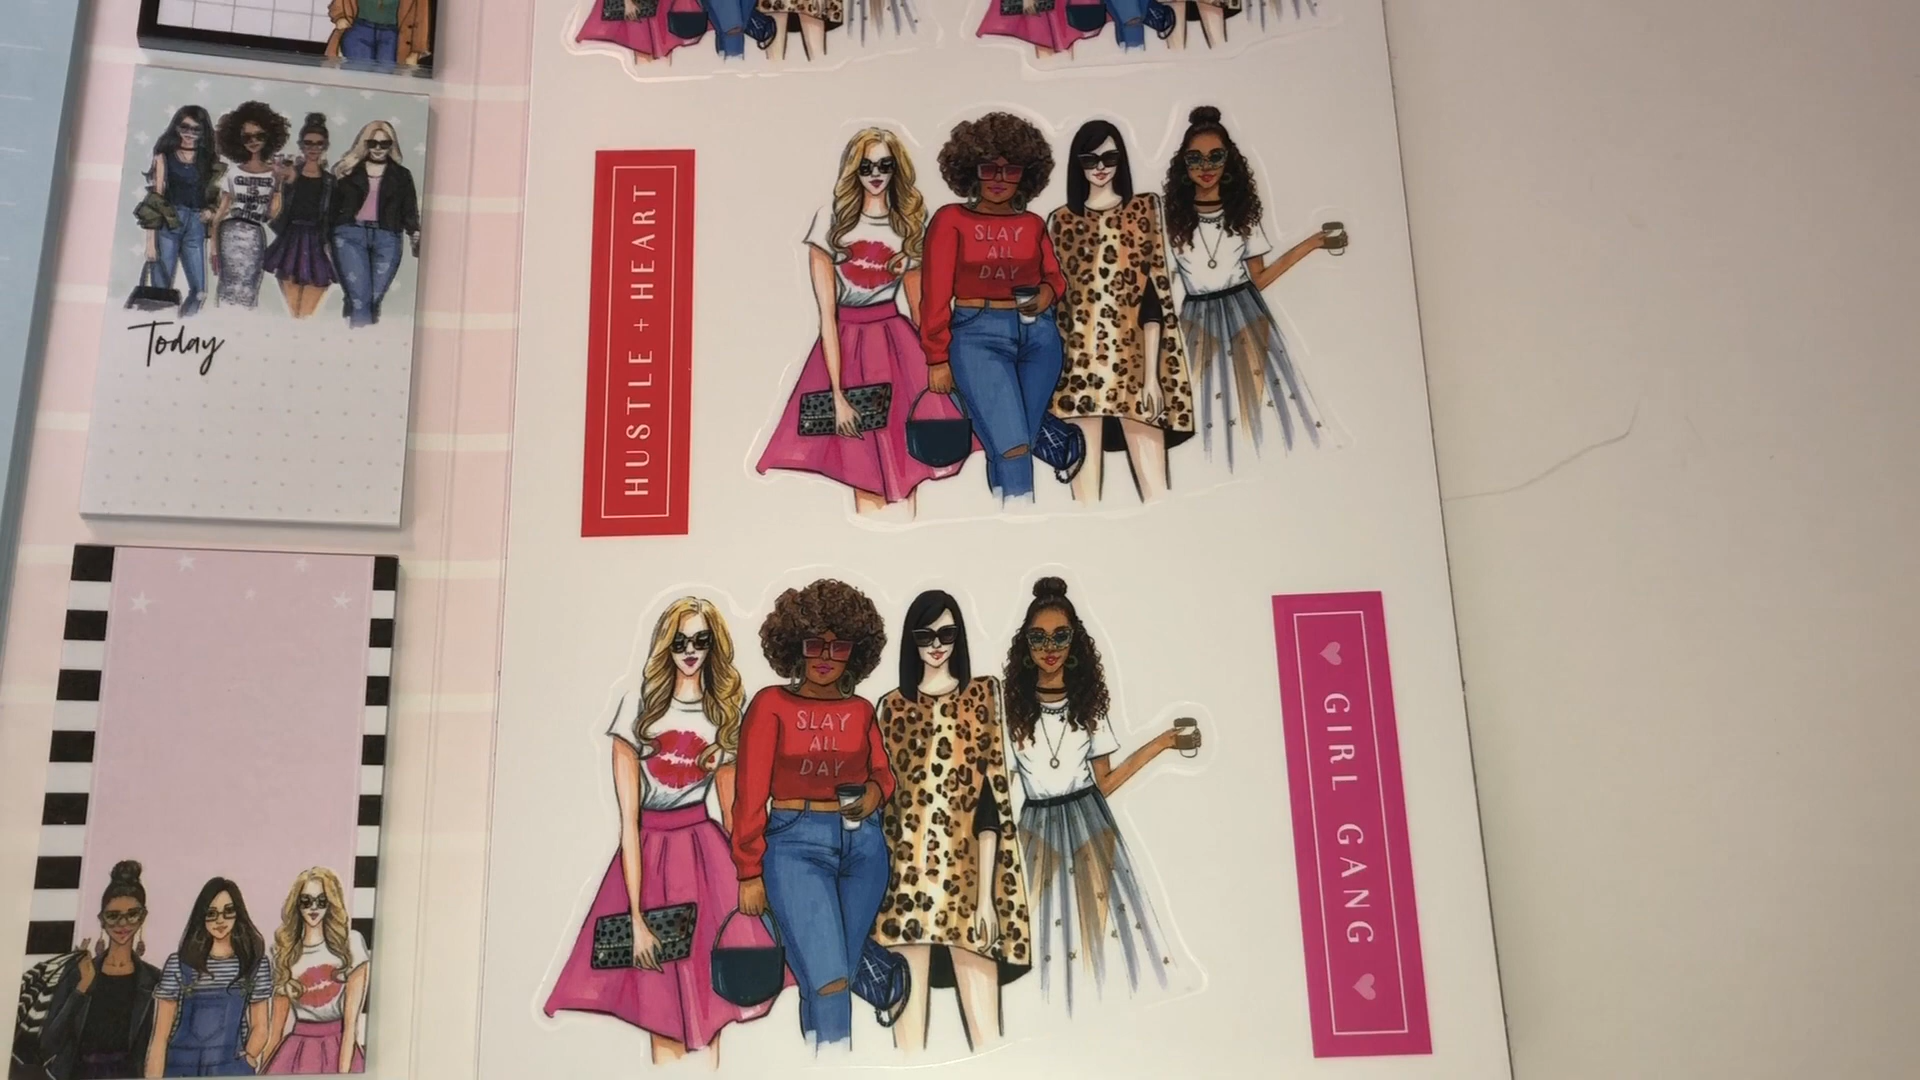 Today
HUSTLE + HEART
SLAY
ALL
DAY
SLAY
ALL
DAY
GIRL GANG